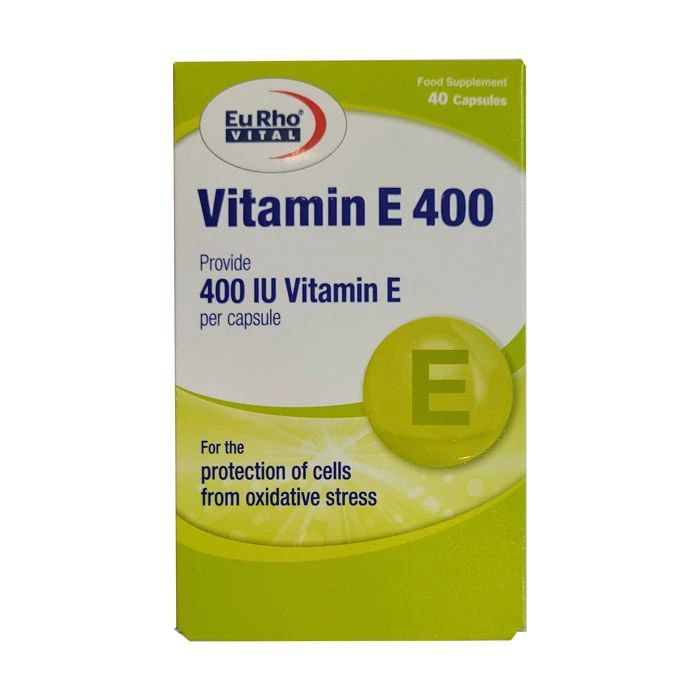 Food Supplement
40 Capsules
EuRho®
VITAL
Vitamin E 400
Provide
400 IU Vitamin E
per capsule
E
For the
protection of cells
from oxidative stress